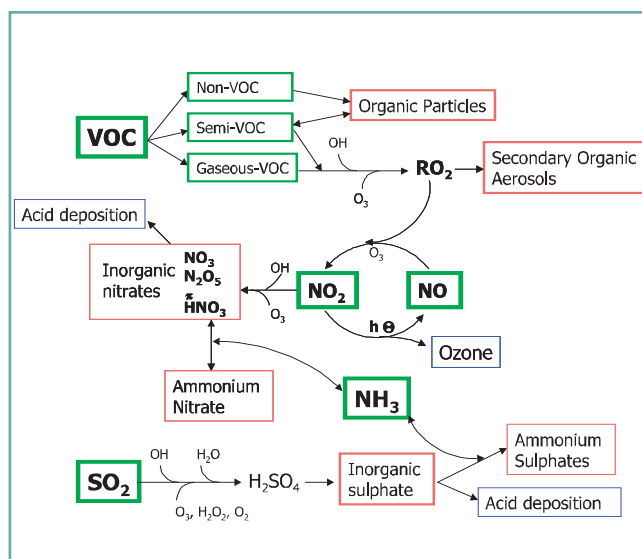 Non-VOC
Organic Particles
VOC
Semi-VOC
OH
Gaseous-VOC
RO₂
Secondary Organic
Aerosols
O₃
Acid deposition
O₃
NO₃
Inorganic
N₂O₅
nitrates
OH
NO₂
NO
HNO₃
O₃
h Θ
Ozone
Ammonium
Nitrate
NH₃
Ammonium
Sulphates
OH
H₂O
SO₂
H₂SO₄
Inorganic
sulphate
Acid deposition
O₃, H₂O₂, O₂